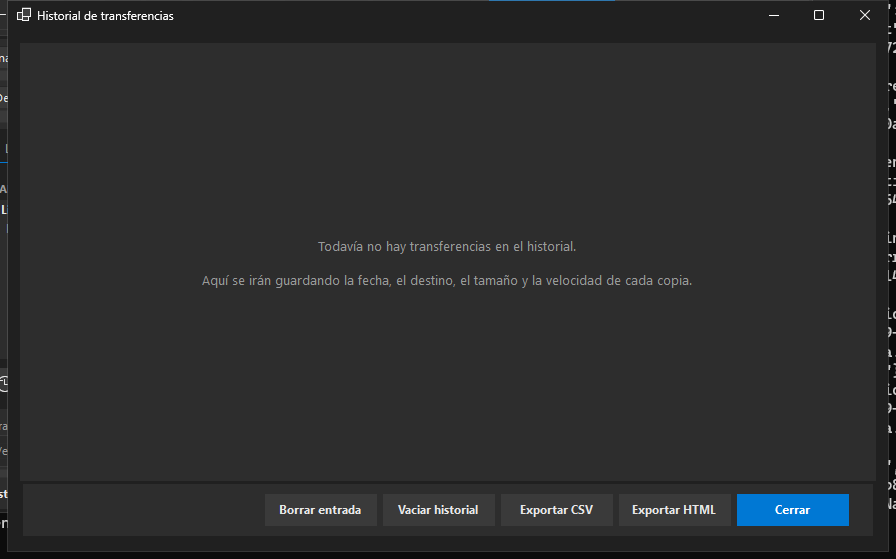 Historial de transferencias
Todavía no hay transferencias en el historial.
Aquí se irán guardando la fecha, el destino, el tamaño y la velocidad de cada copia.
Borrar entrada
Vaciar historial
Exportar CSV
Exportar HTML
Cerrar